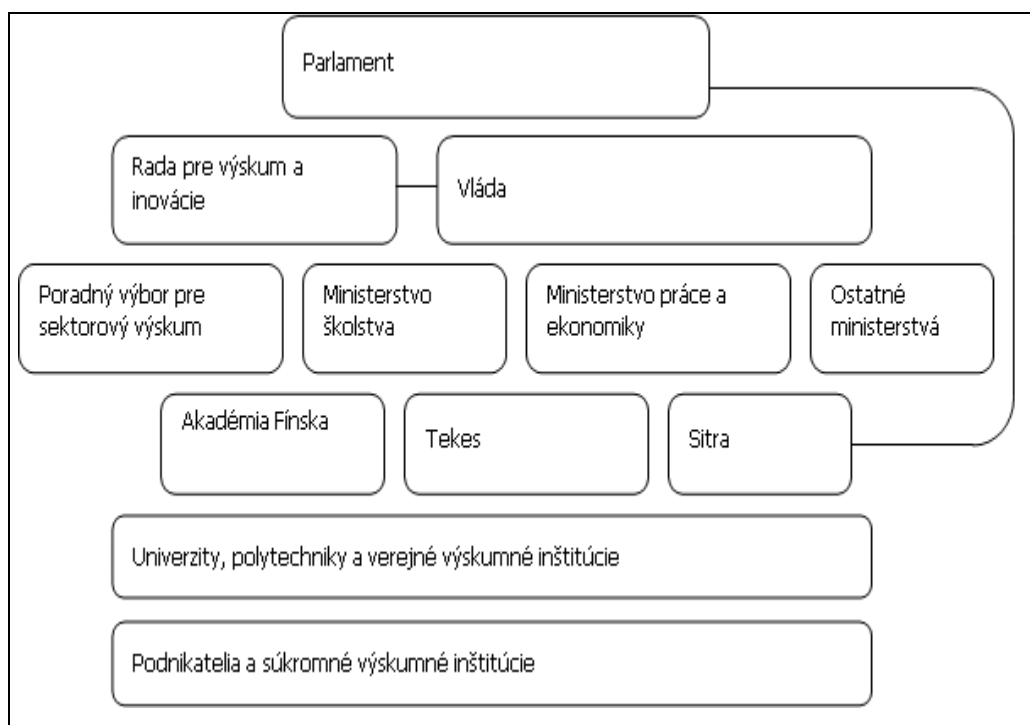 Parlament
Rada pre výskum a
inovácie
Vláda
Poradný výbor pre
sektorový výskum
Ministerstvo
školstva
Ministerstvo práce a
ekonomiky
Ostatné
ministerstvá
Akadémia Fínska
Tekes
Sitra
Univerzity, polytechniky a verejné výskumné inštitúcie
Podnikatelia a súkromné výskumné inštitúcie